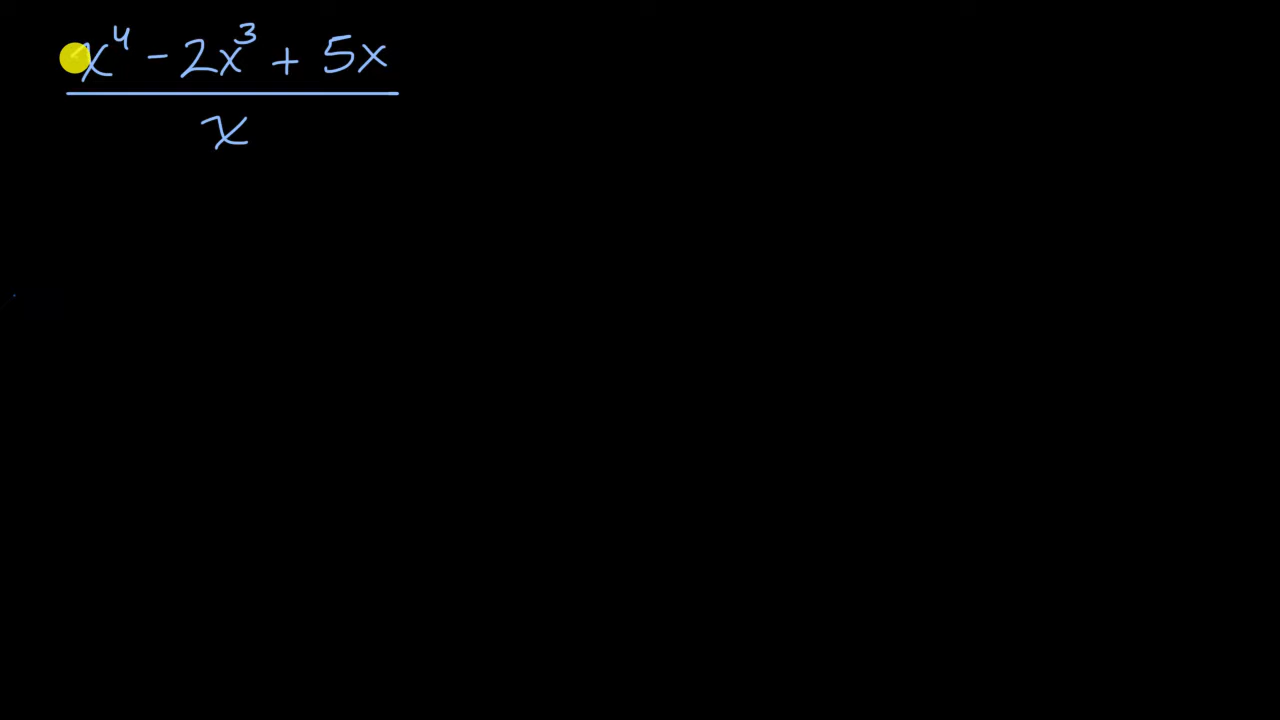 x⁴ - 2x³ + 5x
x